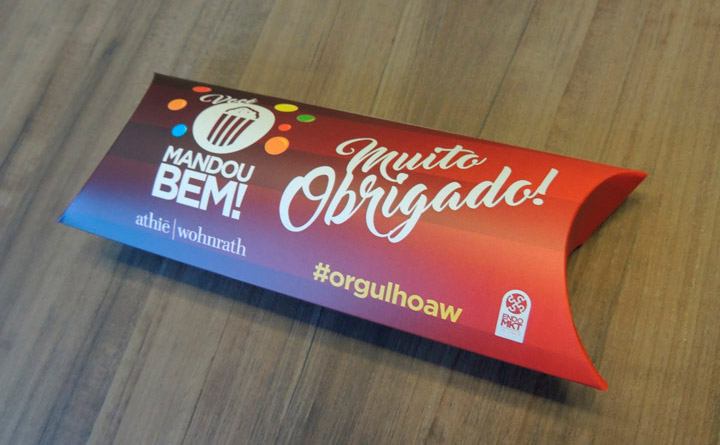 Você
MANDOU
BEM!
athié | wohnrath
Muito
Obrigado!
#orgulhoaw
ENDO
MKT